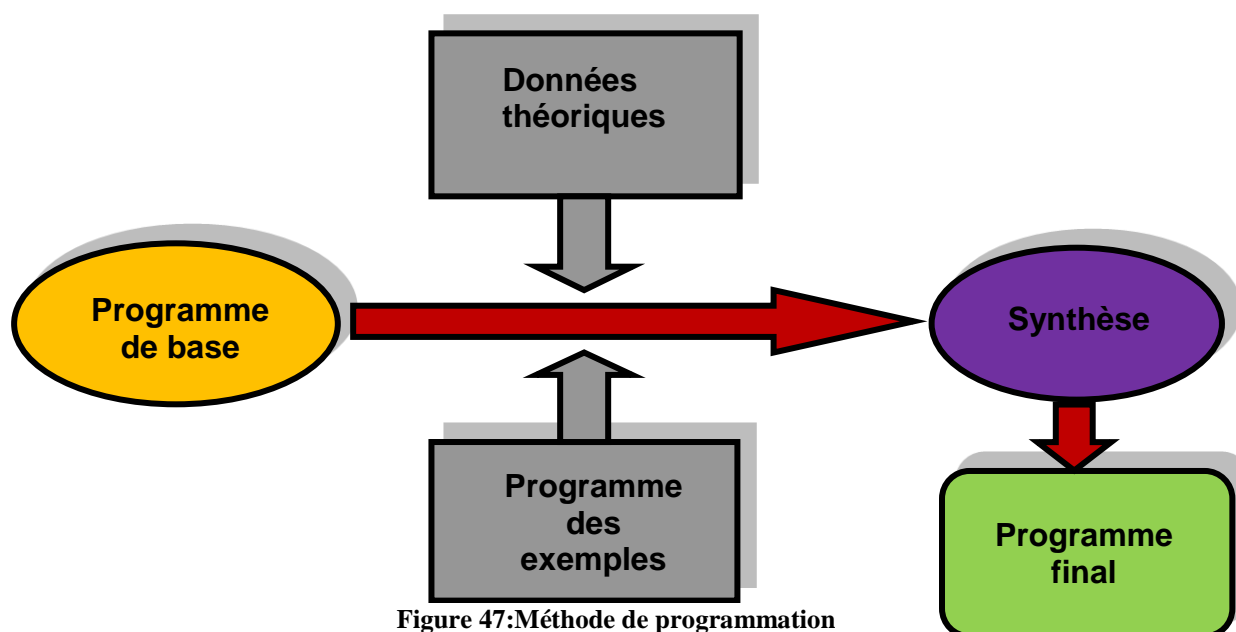 Données
théoriques
Programme
de base
Synthèse
Programme
des
exemples
Programme
final
Figure 47:Méthode de programmation